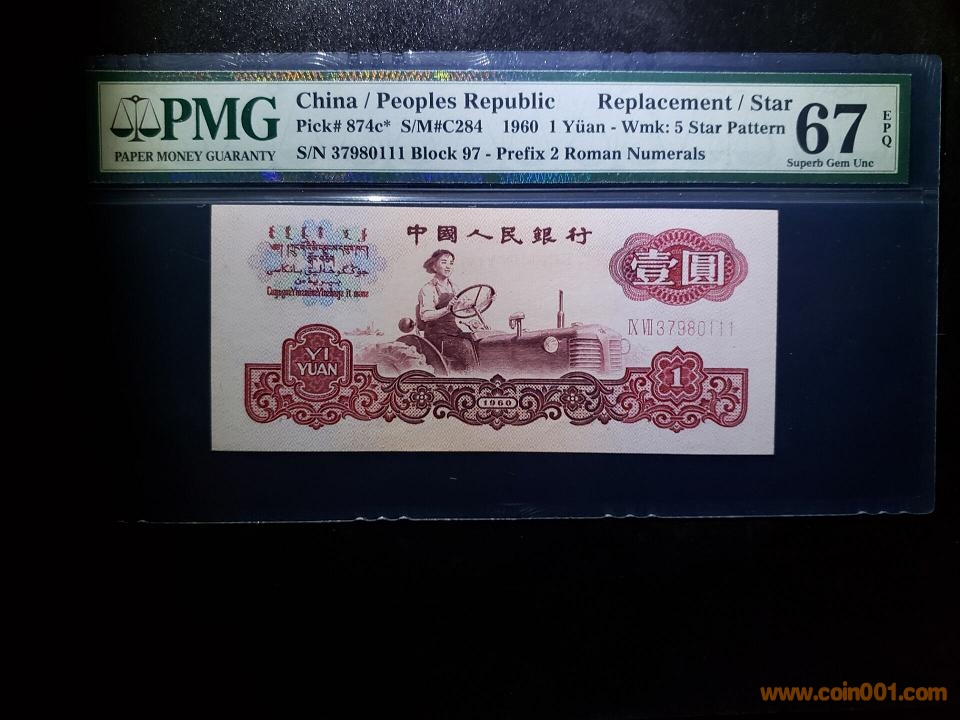 PMG
PAPER MONEY GUARANTY
China / Peoples Republic Replacement / Star
Pick# 874c* S/M#C284 1960 1 Yüan - Wmk: 5 Star Pattern
S/N 37980111 Block 97 - Prefix 2 Roman Numerals
67
EPQ
Superb Gem Unc
中國人民銀行
壹圓
IX VII 37980111
YI
YUAN
1960
1
www.coin001.com